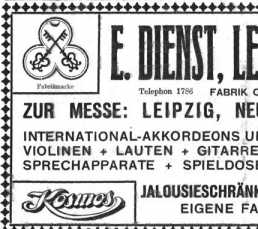 E. DIENST, LE
Fabrikmarke
Telephon 1786 FABRIK
ZUR MESSE: LEIPZIG, NEU
INTERNATIONAL-AKKORDEONS U
VIOLINEN + LAUTEN + GITARRE
SPRECHAPPARATE + SPIELDOS
Kosmos
JALOUSIESCHRÄN
EIGENE FA